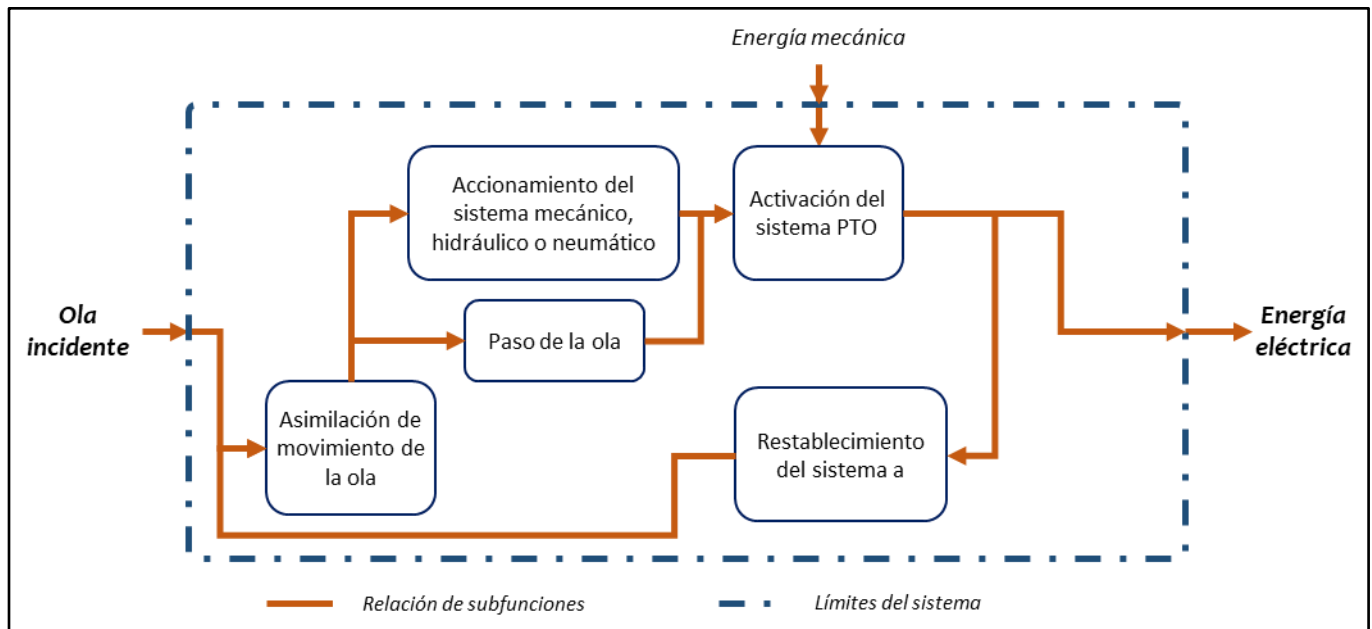 Energía mecánica
Accionamiento del
sistema mecánico,
hidráulico o neumático
Activación del
sistema PTO
Ola
incidente
Paso de la ola
Energía
eléctrica
Asimilación de
movimiento de
la ola
Restablecimiento
del sistema a
Relación de subfunciones
Límites del sistema